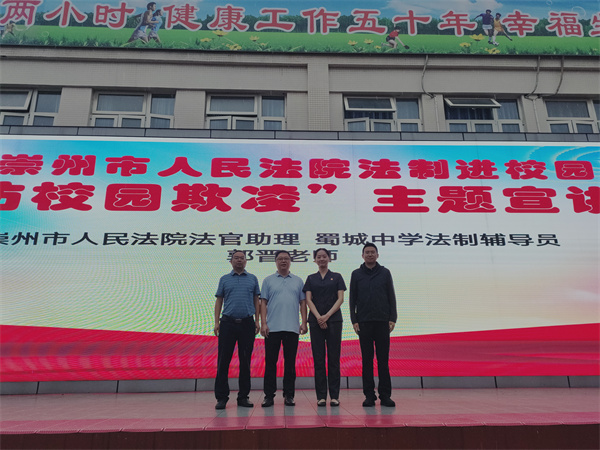 两小时 健康工作五十年 幸福
崇州市人民法院法制进校园
防校园欺凌”主题宣讲
崇州市人民法院法官助理 蜀城中学法制辅导员
郭晋老师